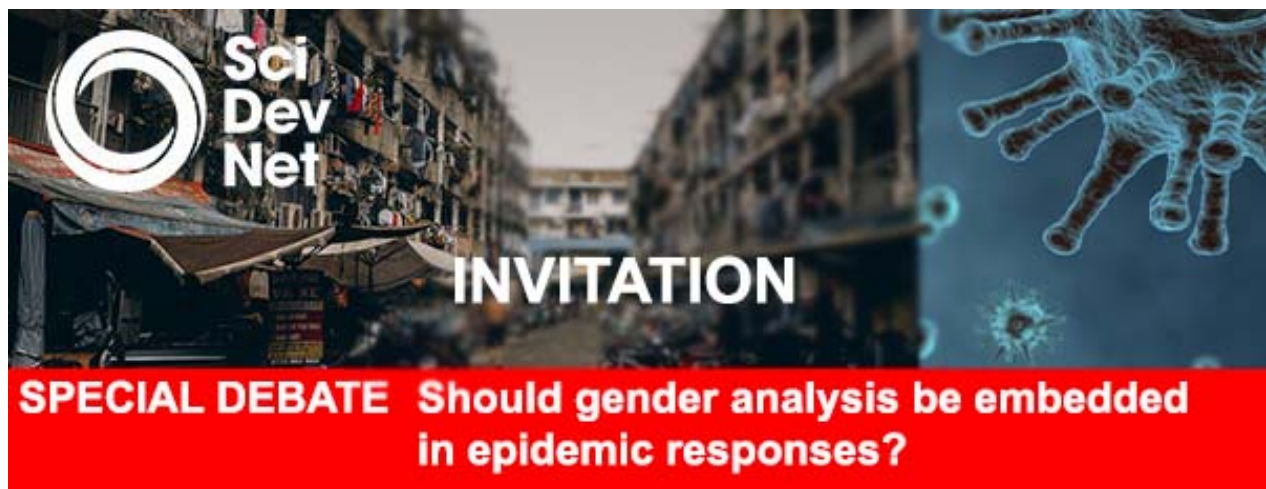 Sci
Dev
Net
INVITATION
SPECIAL DEBATE Should gender analysis be embedded
in epidemic responses?